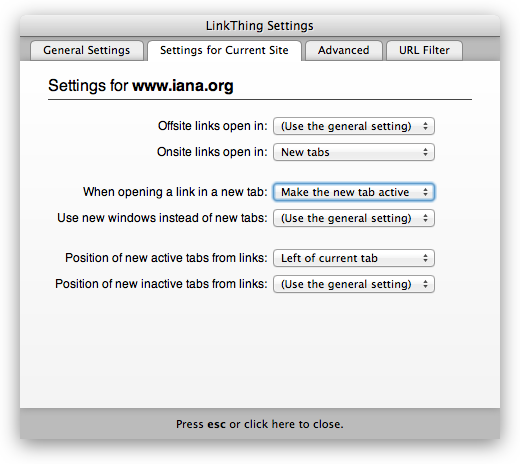 LinkThing Settings
General Settings
Settings for Current Site
Advanced
URL Filter
Settings for www.iana.org
Offsite links open in: (Use the general setting)
Onsite links open in: New tabs
When opening a link in a new tab: Make the new tab active
Use new windows instead of new tabs: (Use the general setting)
Position of new active tabs from links: Left of current tab
Position of new inactive tabs from links: (Use the general setting)
Press esc or click here to close.